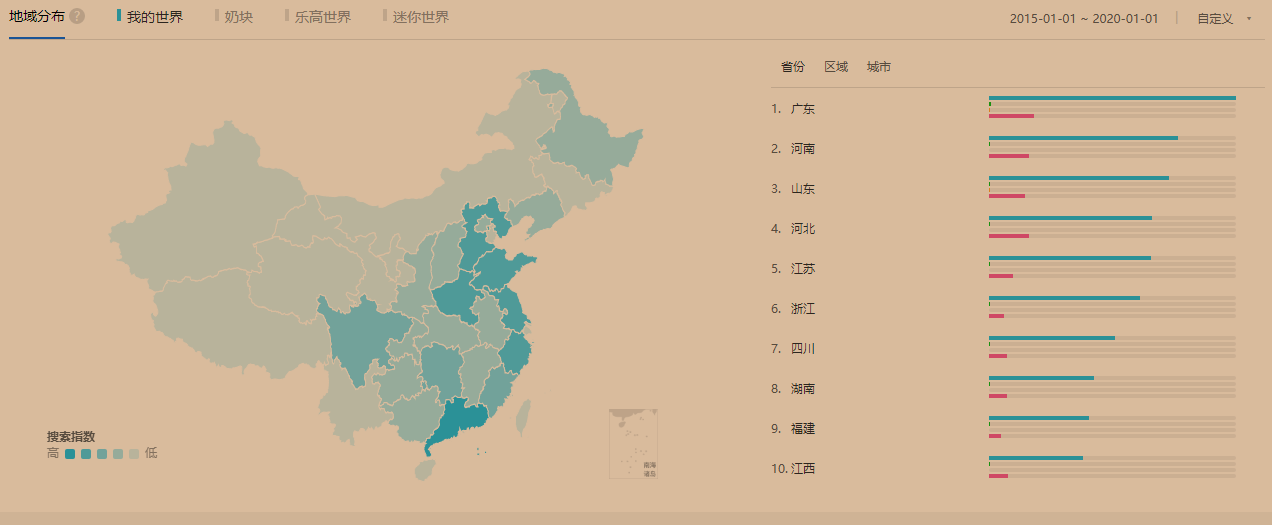 地域分布 ? 我的世界 奶块 乐高世界 迷你世界 2015-01-01 ~ 2020-01-01 自定义
省份 区域 城市
1. 广东
2. 河南
3. 山东
4. 河北
5. 江苏
6. 浙江
7. 四川
8. 湖南
9. 福建
10. 江西
搜索指数
高 低
南海
诸岛